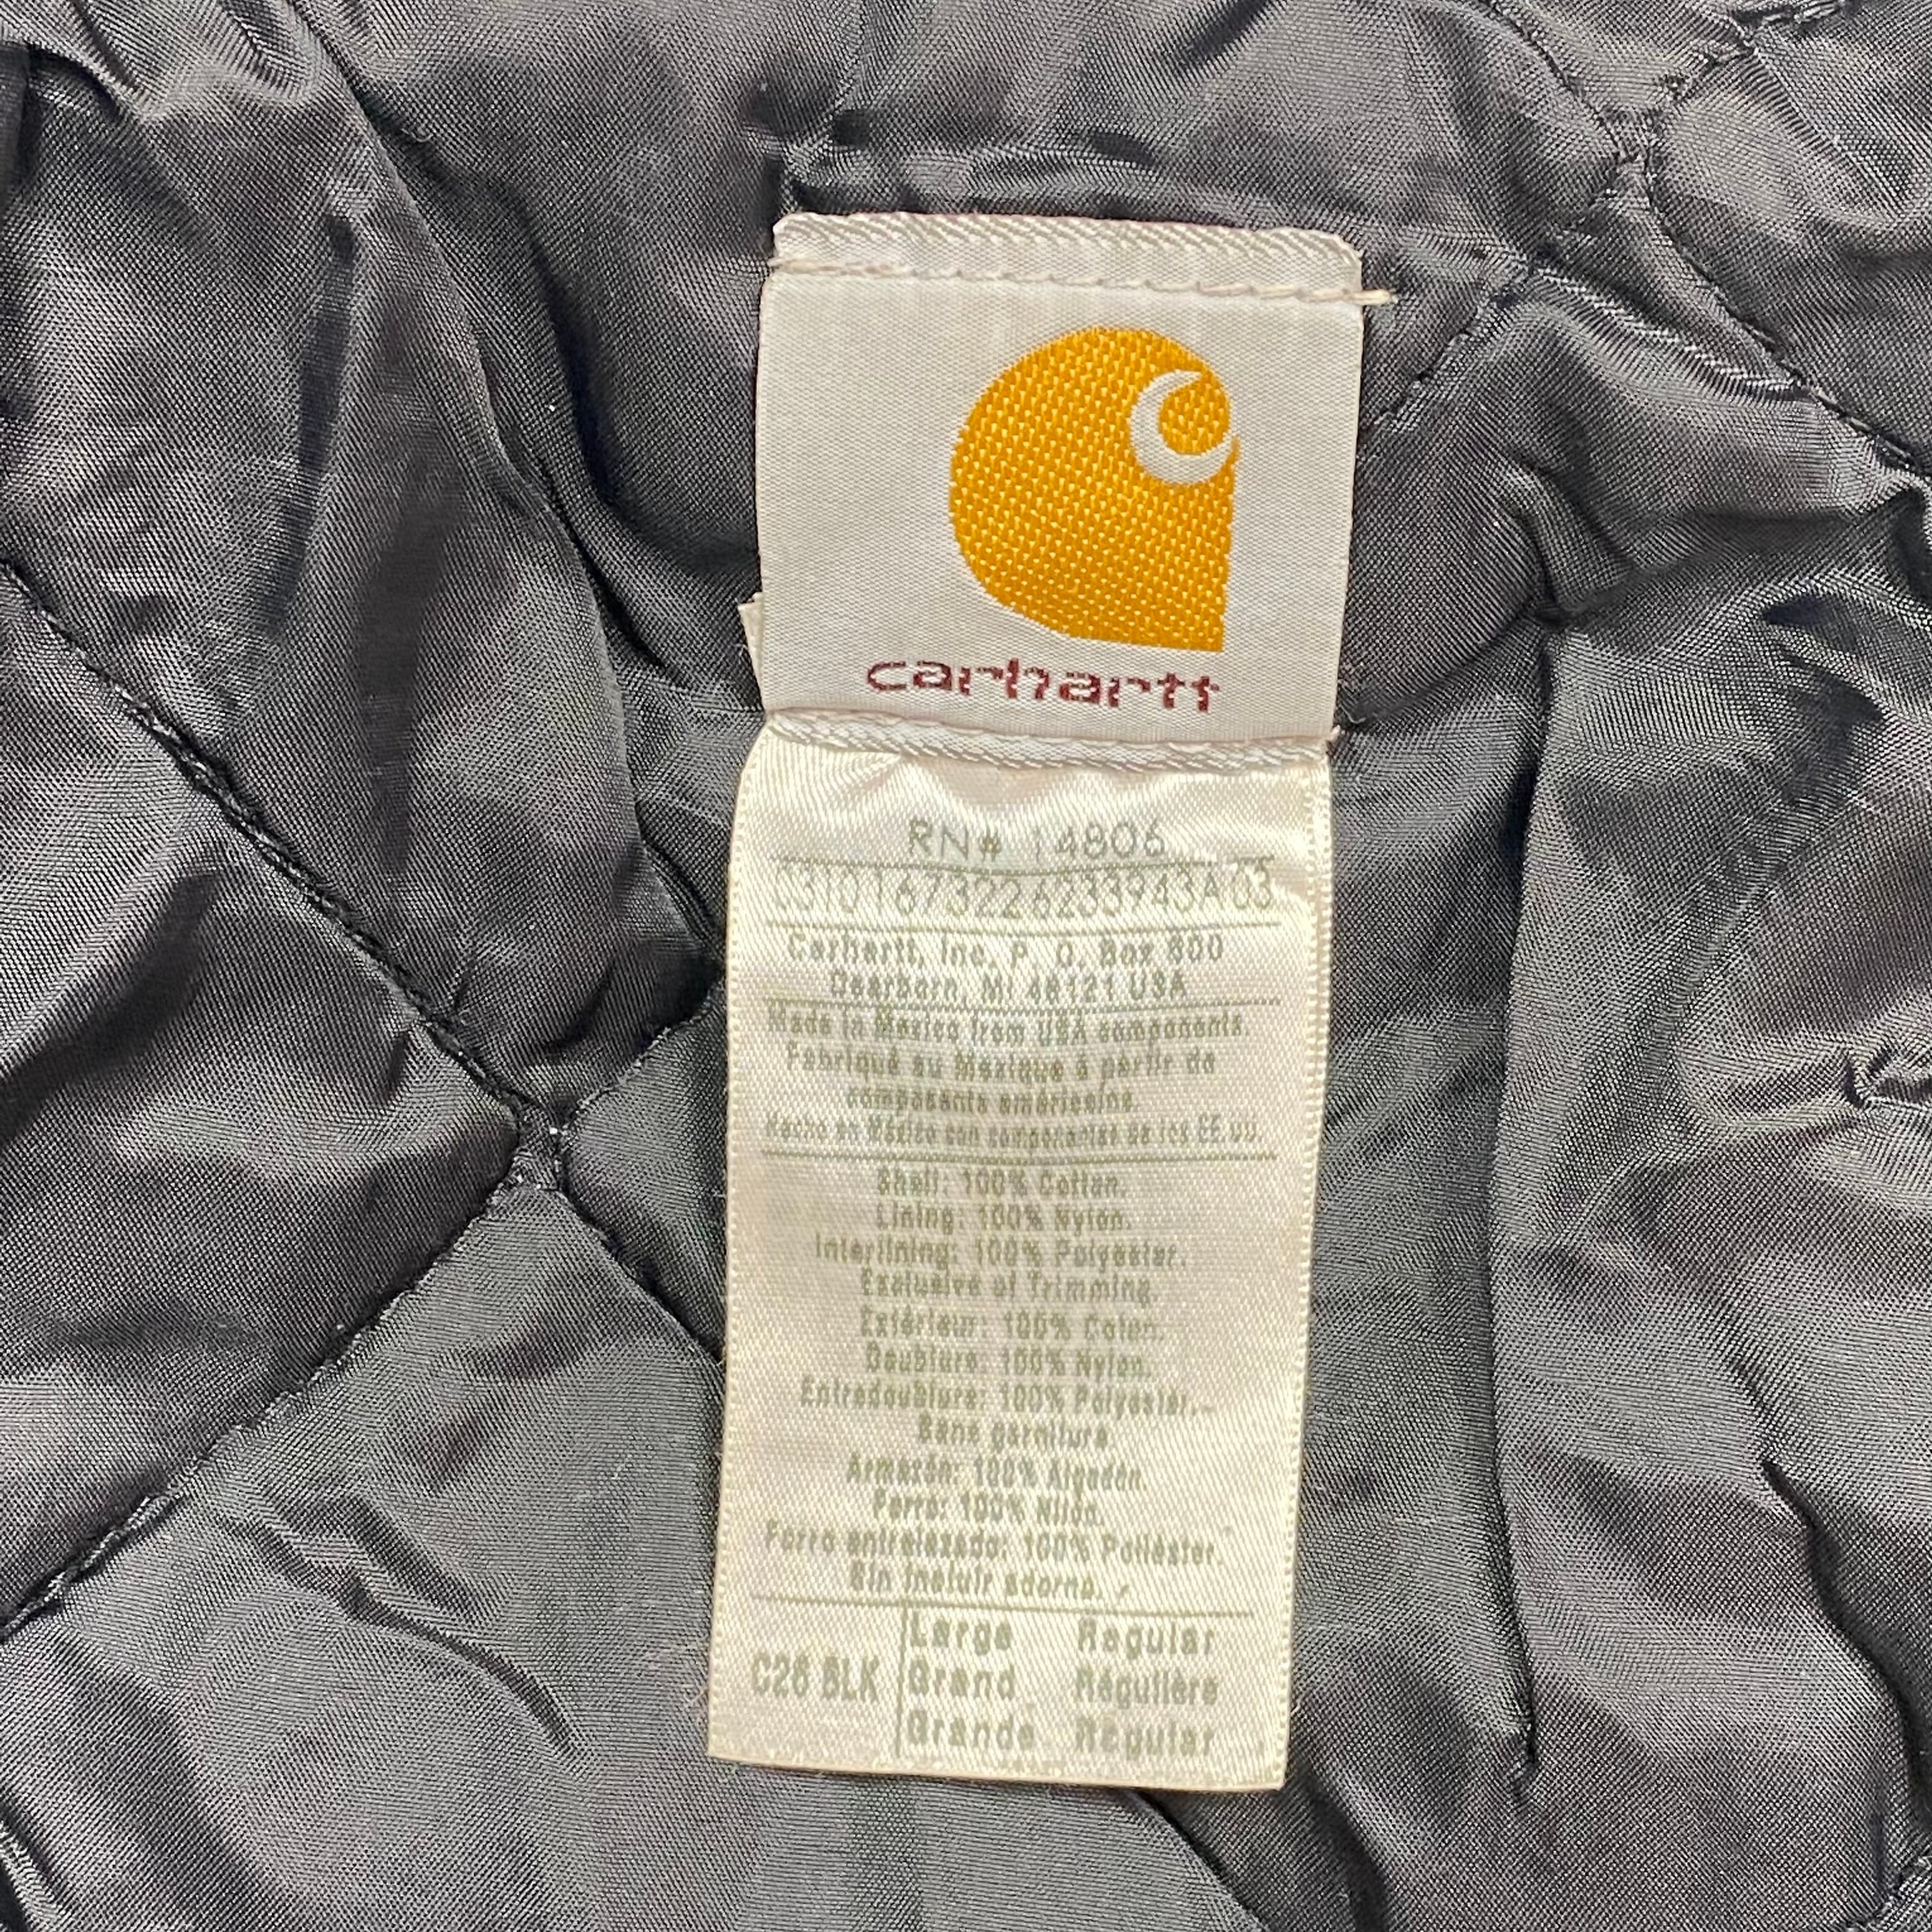 carhartt
RN# 14806
03101673226233943A03
Carhartt, Inc. P. O. Box 600
Dearborn, MI 48121 USA
Made in Mexico from USA components.
Fabriqué au Mexique à partir de
composants américains.
Hecho en México con componentes de los EE.UU.
Shell: 100% Cotton.
Lining: 100% Nylon.
Interlining: 100% Polyester.
Exclusive of Trimming.
Extérieur: 100% Coton.
Doublure: 100% Nylon.
Entredoublure: 100% Polyester.
Sans garniture.
Armazón: 100% Algodón.
Forro: 100% Nilón.
Forro entrelazado: 100% Poliéster.
Sin incluir adorno.
C26 BLK
Large Regular
Grand Régulière
Grande Regular